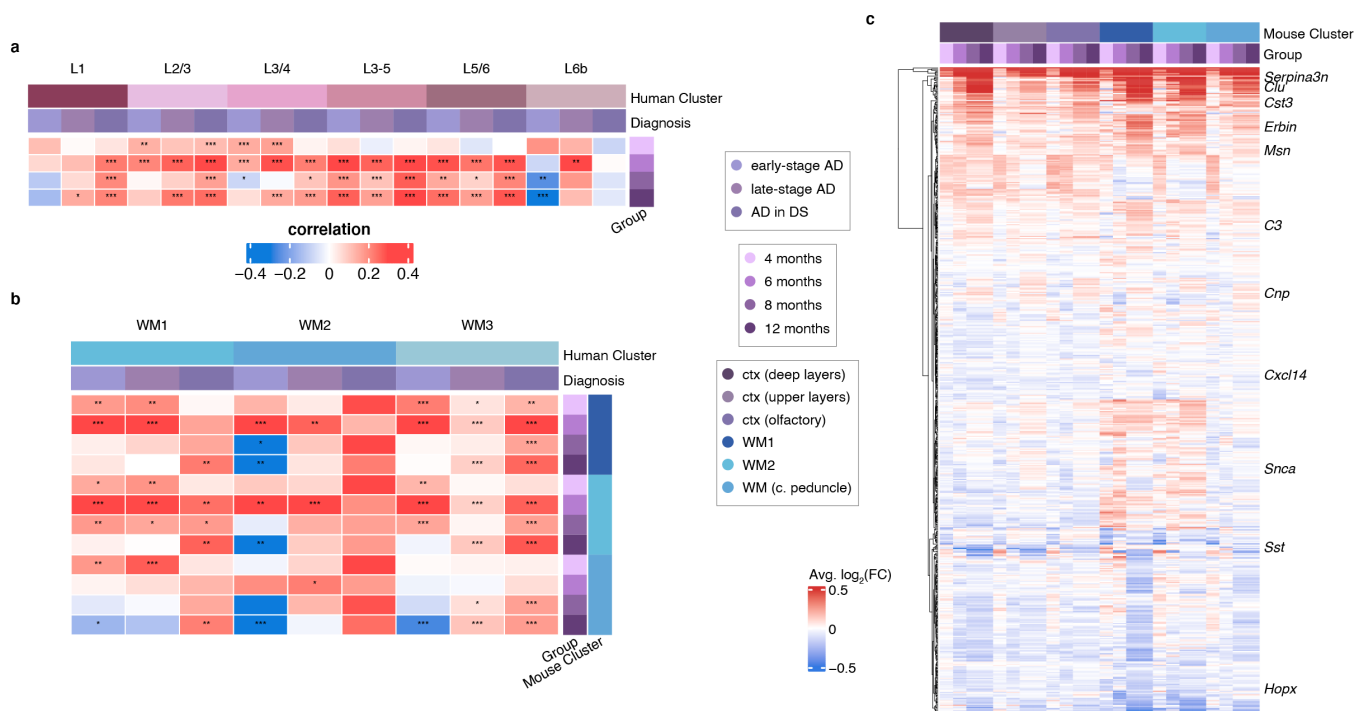 a
L1 L2/3 L3/4 L3-5 L5/6 L6b
Human Cluster
Diagnosis
** *** *** ***
*** *** *** *** *** *** *** *** *** *** *** *** *** **
*** *** * * *** *** *** ** * *** **
* *** ** *** *** *** *** *** *** *** *** *** *** ***
Group
correlation
−0.4 −0.2 0 0.2 0.4
b
WM1 WM2 WM3
Human Cluster
Diagnosis
** ** *** * **
*** *** *** ** *** *** ***
* ***
** ** *** ***
* ** **
*** *** ** ** *** *** *** ***
** * * *** ***
** ** *** ***
** ***
*
* ***
* ** *** *** *** ***
Group
Mouse Cluster
early-stage AD
late-stage AD
AD in DS
4 months
6 months
8 months
12 months
ctx (deep layers)
ctx (upper layers)
ctx (olfactory)
WM1
WM2
WM (c. peduncle)
Avg. log2(FC)
0.5
0
−0.5
c
Mouse Cluster
Group
Serpina3n
Clu
Cst3
Erbin
Msn
C3
Cnp
Cxcl14
Snca
Sst
Hopx